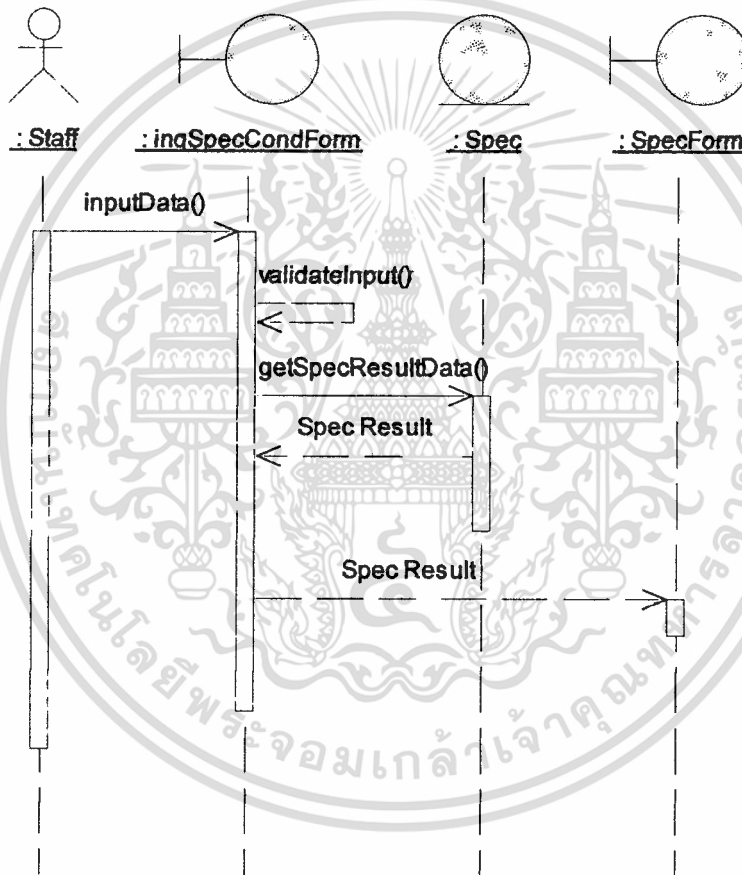 : Staff
: inqSpecCondForm
: Spec
: SpecForm
inputData()
validateInput()
getSpecResultData()
Spec Result
Spec Result